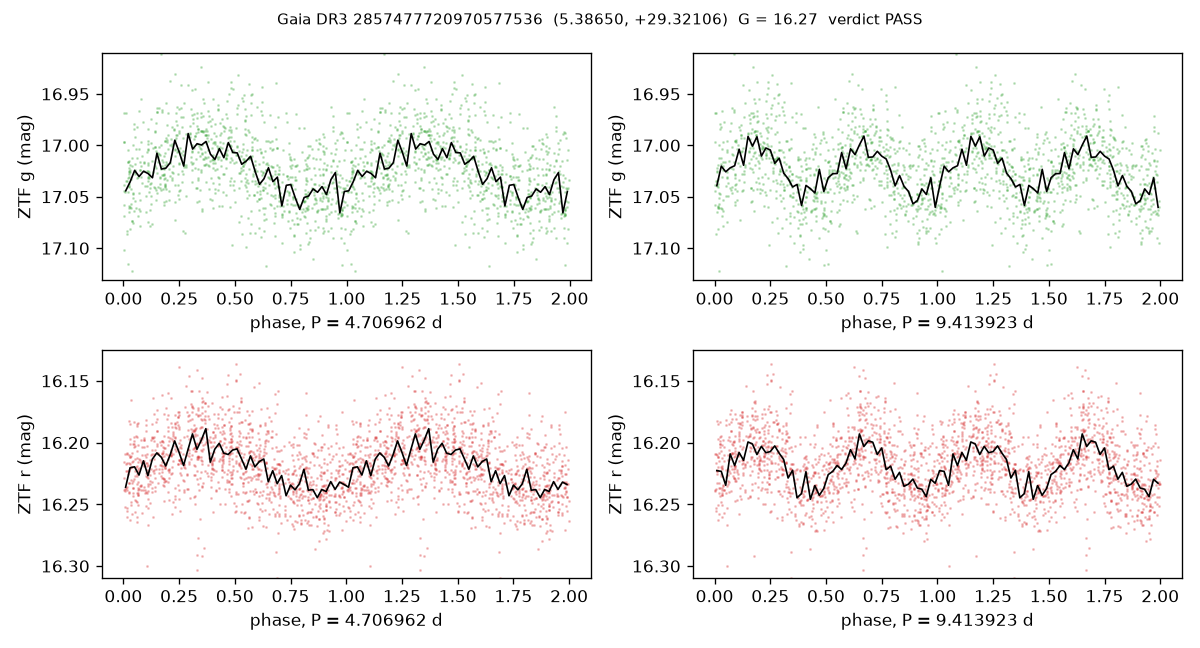 Gaia DR3 2857477720970577536  (5.38650, +29.32106)  G = 16.27  verdict PASS
ZTF g (mag)
16.95
17.00
17.05
17.10
0.00 0.25 0.50 0.75 1.00 1.25 1.50 1.75 2.00
phase, P = 4.706962 d
ZTF g (mag)
16.95
17.00
17.05
17.10
0.00 0.25 0.50 0.75 1.00 1.25 1.50 1.75 2.00
phase, P = 9.413923 d
ZTF r (mag)
16.15
16.20
16.25
16.30
0.00 0.25 0.50 0.75 1.00 1.25 1.50 1.75 2.00
phase, P = 4.706962 d
ZTF r (mag)
16.15
16.20
16.25
16.30
0.00 0.25 0.50 0.75 1.00 1.25 1.50 1.75 2.00
phase, P = 9.413923 d